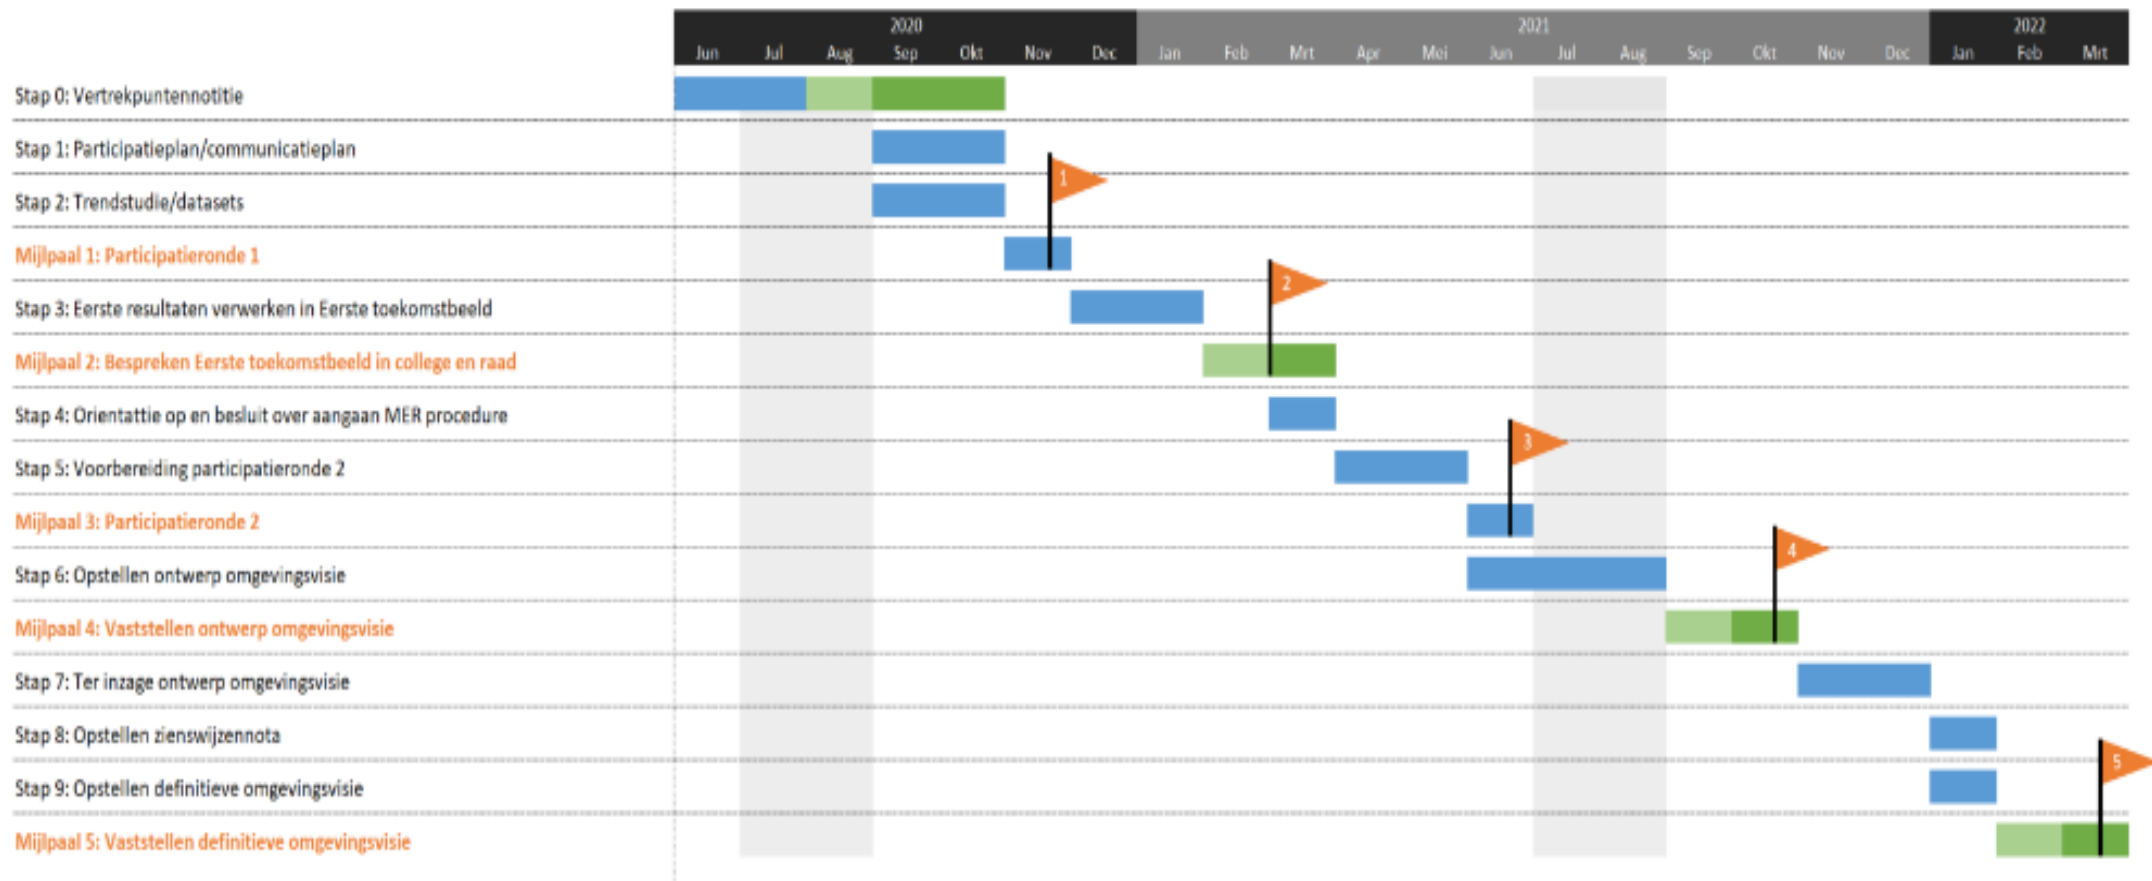 2020 2021 2022
Jun Jul Aug Sep Okt Nov Dec Jan Feb Mrt Apr Mei Jun Jul Aug Sep Okt Nov Dec Jan Feb Mrt
Stap 0: Vertrekpuntennotitie
Stap 1: Participatieplan/communicatieplan
1
Stap 2: Trendstudie/datasets
Mijlpaal 1: Participatieronde 1
2
Stap 3: Eerste resultaten verwerken in Eerste toekomstbeeld
Mijlpaal 2: Bespreken Eerste toekomstbeeld in college en raad
Stap 4: Orientattie op en besluit over aangaan MER procedure
3
Stap 5: Voorbereiding participatieronde 2
Mijlpaal 3: Participatieronde 2
4
Stap 6: Opstellen ontwerp omgevingsvisie
Mijlpaal 4: Vaststellen ontwerp omgevingsvisie
Stap 7: Ter inzage ontwerp omgevingsvisie
Stap 8: Opstellen zienswijzennota
5
Stap 9: Opstellen definitieve omgevingsvisie
Mijlpaal 5: Vaststellen definitieve omgevingsvisie